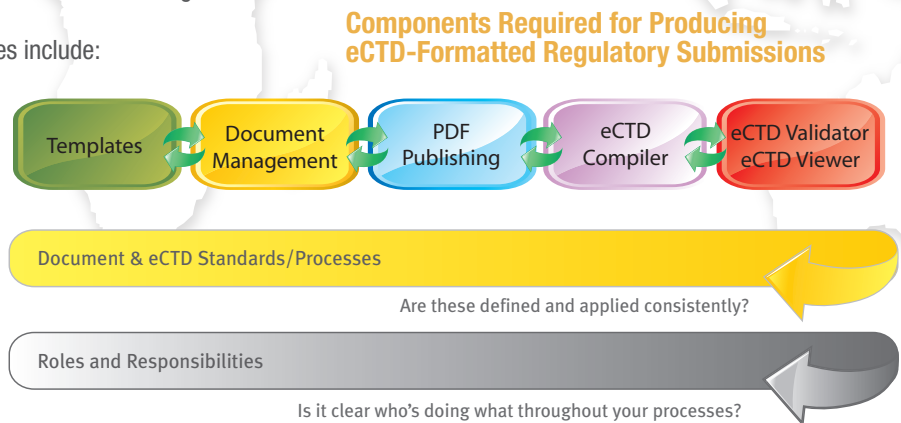 Components Required for Producing
eCTD-Formatted Regulatory Submissions
es include:
Templates
Document
Management
PDF
Publishing
eCTD
Compiler
eCTD Validator
eCTD Viewer
Document & eCTD Standards/Processes
Are these defined and applied consistently?
Roles and Responsibilities
Is it clear who's doing what throughout your processes?